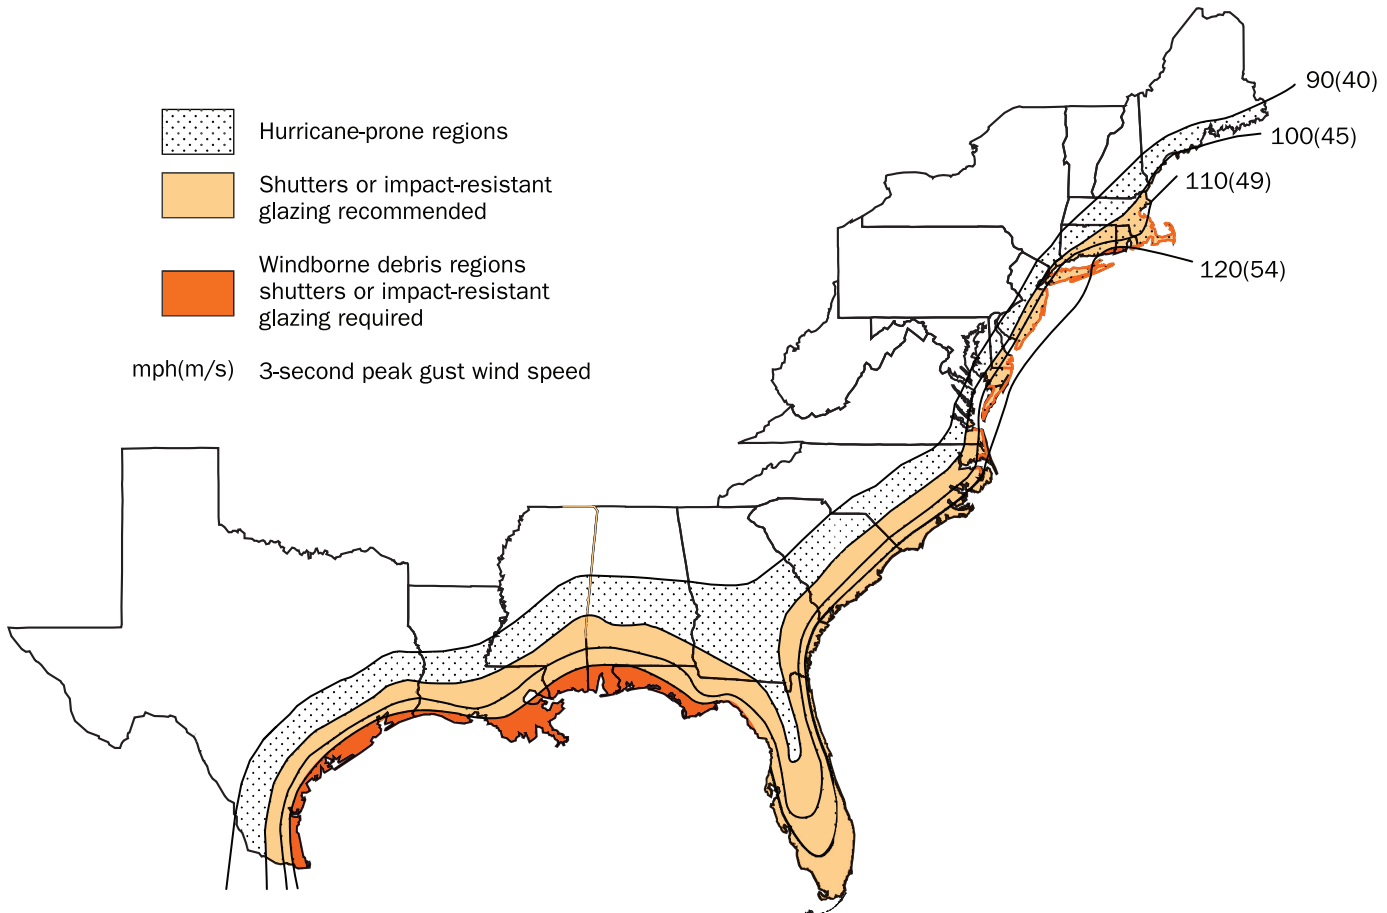 Hurricane-prone regions
Shutters or impact-resistant
glazing recommended
Windborne debris regions
shutters or impact-resistant
glazing required
mph(m/s) 3-second peak gust wind speed
90(40)
100(45)
110(49)
120(54)